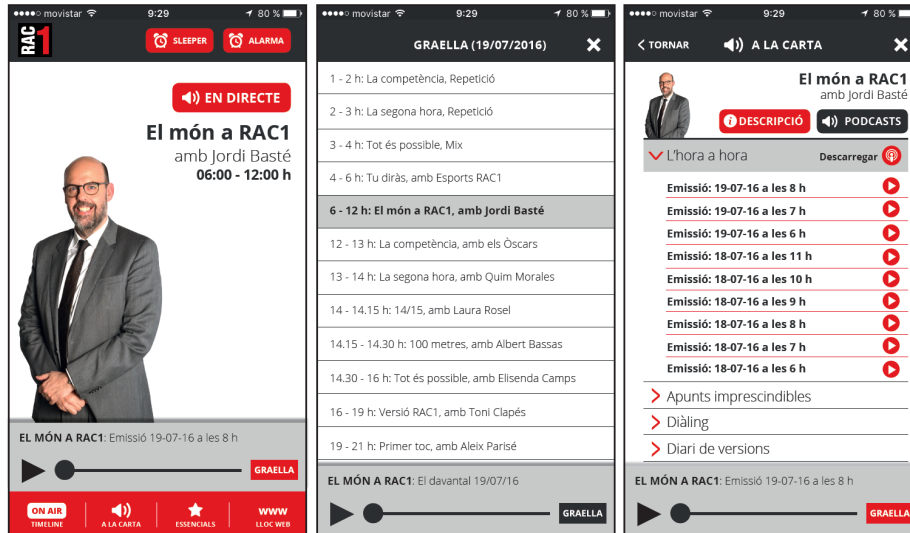 movistar 9:29 80 %
RAC 1
SLEEPER ALARMA
EN DIRECTE
El món a RAC1
amb Jordi Basté
06:00 - 12:00 h
EL MÓN A RAC1: Emissió 19-07-16 a les 8 h
GRAELLA
ON AIR
TIMELINE
A LA CARTA
ESSENCIALS
www
LLOC WEB
movistar 9:29 80 %
GRAELLA (19/07/2016)
1 - 2 h: La competència, Repetició
2 - 3 h: La segona hora, Repetició
3 - 4 h: Tot és possible, Mix
4 - 6 h: Tu diràs, amb Esports RAC1
6 - 12 h: El món a RAC1, amb Jordi Basté
12 - 13 h: La competència, amb els Òscars
13 - 14 h: La segona hora, amb Quim Morales
14 - 14.15 h: 14/15, amb Laura Rosel
14.15 - 14.30 h: 100 metres, amb Albert Bassas
14.30 - 16 h: Tot és possible, amb Elisenda Camps
16 - 19 h: Versió RAC1, amb Toni Clapés
19 - 21 h: Primer toc, amb Aleix Parisé
EL MÓN A RAC1: El davantal 19/07/16
GRAELLA
movistar 9:29 80 %
TORNAR A LA CARTA
El món a RAC1
amb Jordi Basté
DESCRIPCIÓ PODCASTS
L'hora a hora Descarregar
Emissió: 19-07-16 a les 8 h
Emissió: 19-07-16 a les 7 h
Emissió: 19-07-16 a les 6 h
Emissió: 18-07-16 a les 11 h
Emissió: 18-07-16 a les 10 h
Emissió: 18-07-16 a les 9 h
Emissió: 18-07-16 a les 8 h
Emissió: 18-07-16 a les 7 h
Emissió: 18-07-16 a les 6 h
Apunts imprescindibles
Diàling
Diari de versions
EL MÓN A RAC1: Emissió 19-07-16 a les 8 h
GRAELLA